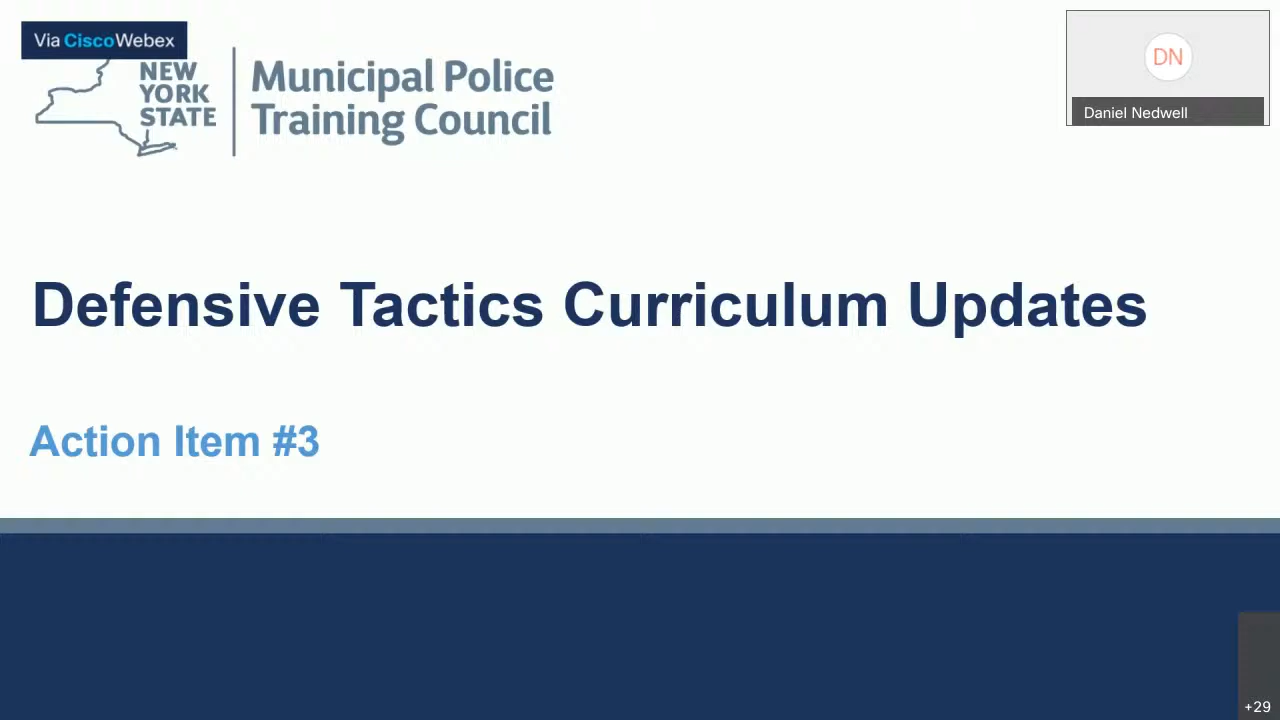 Via CiscoWebex
NEW
YORK
STATE
Municipal Police
Training Council
DN
Daniel Nedwell
Defensive Tactics Curriculum Updates
Action Item #3
+29